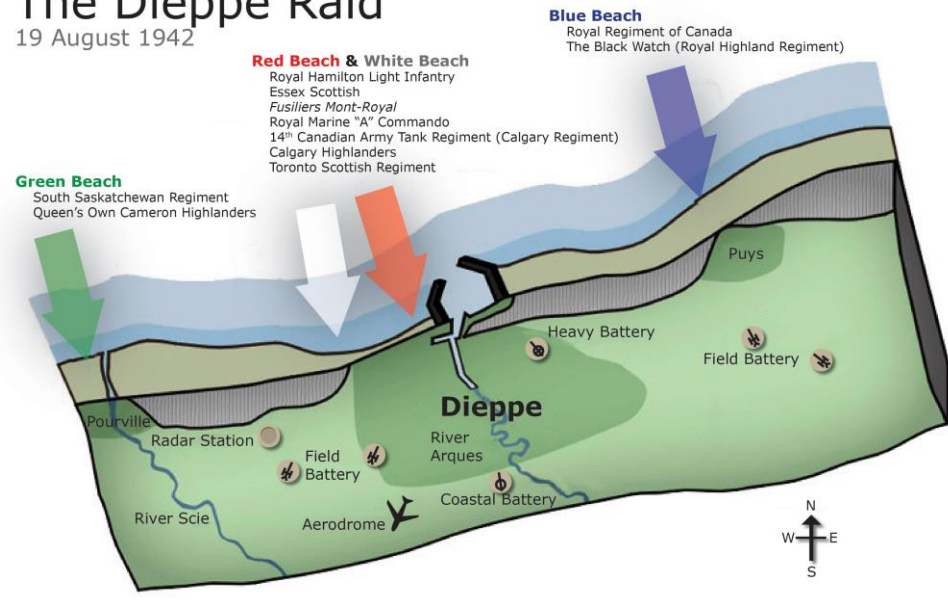 The Dieppe Raid
19 August 1942
Blue Beach
Royal Regiment of Canada
The Black Watch (Royal Highland Regiment)
Red Beach & White Beach
Royal Hamilton Light Infantry
Essex Scottish
Fusiliers Mont-Royal
Royal Marine “A” Commando
14th Canadian Army Tank Regiment (Calgary Regiment)
Calgary Highlanders
Toronto Scottish Regiment
Green Beach
South Saskatchewan Regiment
Queen’s Own Cameron Highlanders
Puys
Heavy Battery
Field Battery
Dieppe
Pourville
Radar Station
River
Arques
Field
Battery
Coastal Battery
River Scie
Aerodrome
N
W
E
S